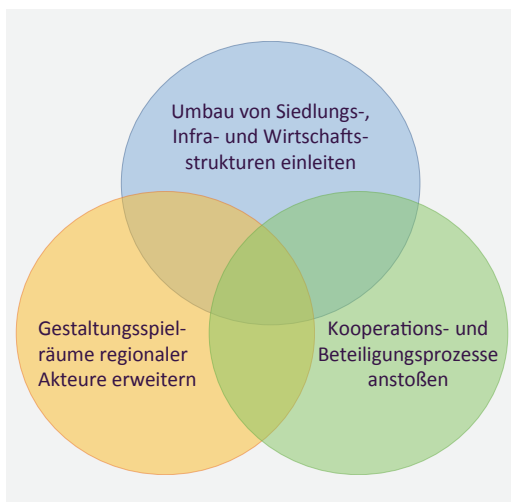 Umbau von Siedlungs-,
Infra- und Wirtschafts-
strukturen einleiten
Gestaltungsspiel-
räume regionaler
Akteure erweitern
Kooperations- und
Beteiligungsprozesse
anstoßen